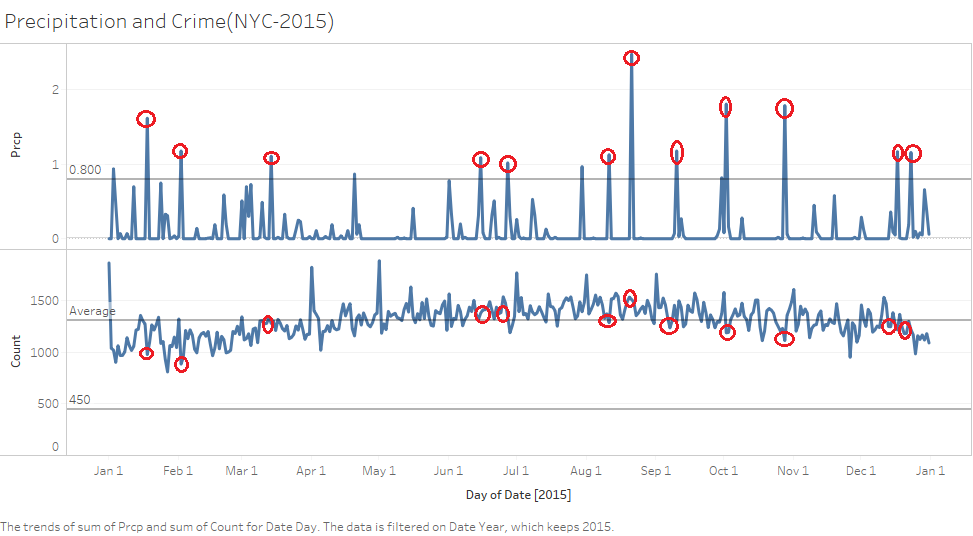 Precipitation and Crime(NYC-2015)
2
Prcp
1
0.800
0
1500
Average
Count
1000
500
450
0
Jan 1 Feb 1 Mar 1 Apr 1 May 1 Jun 1 Jul 1 Aug 1 Sep 1 Oct 1 Nov 1 Dec 1 Jan 1
Day of Date [2015]
The trends of sum of Prcp and sum of Count for Date Day. The data is filtered on Date Year, which keeps 2015.